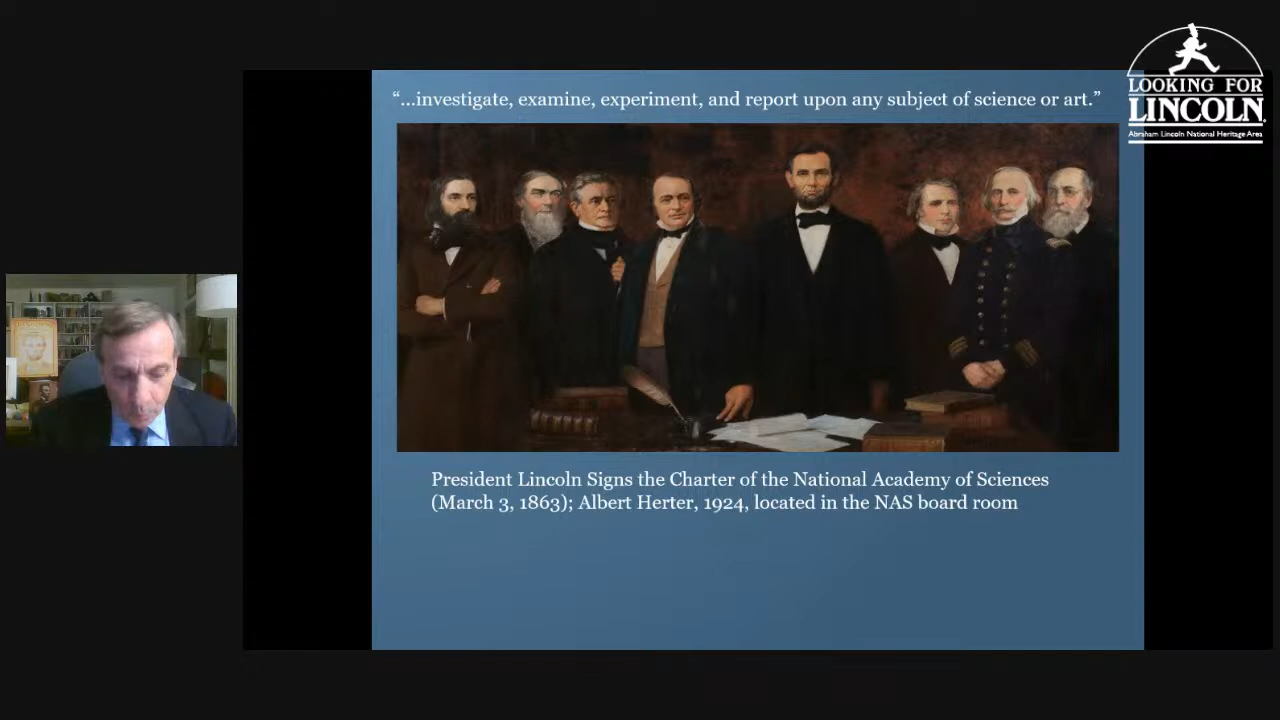 “...investigate, examine, experiment, and report upon any subject of science or art.”
LOOKING FOR
LINCOLN
Abraham Lincoln National Heritage Area
President Lincoln Signs the Charter of the National Academy of Sciences
(March 3, 1863); Albert Herter, 1924, located in the NAS board room